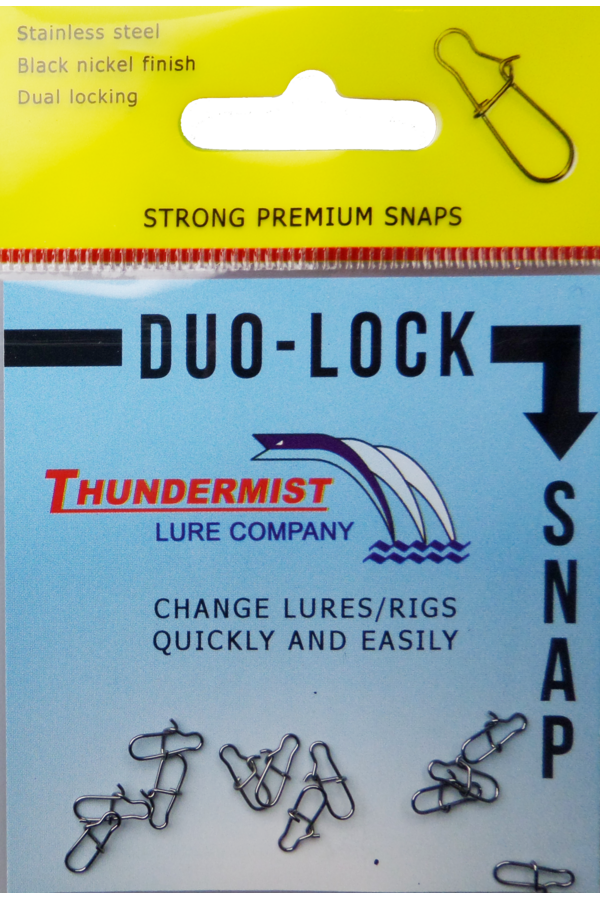 Stainless steel
Black nickel finish
Dual locking
STRONG PREMIUM SNAPS
DUO-LOCK
SNAP
THUNDERMIST
LURE COMPANY
CHANGE LURES/RIGS
QUICKLY AND EASILY